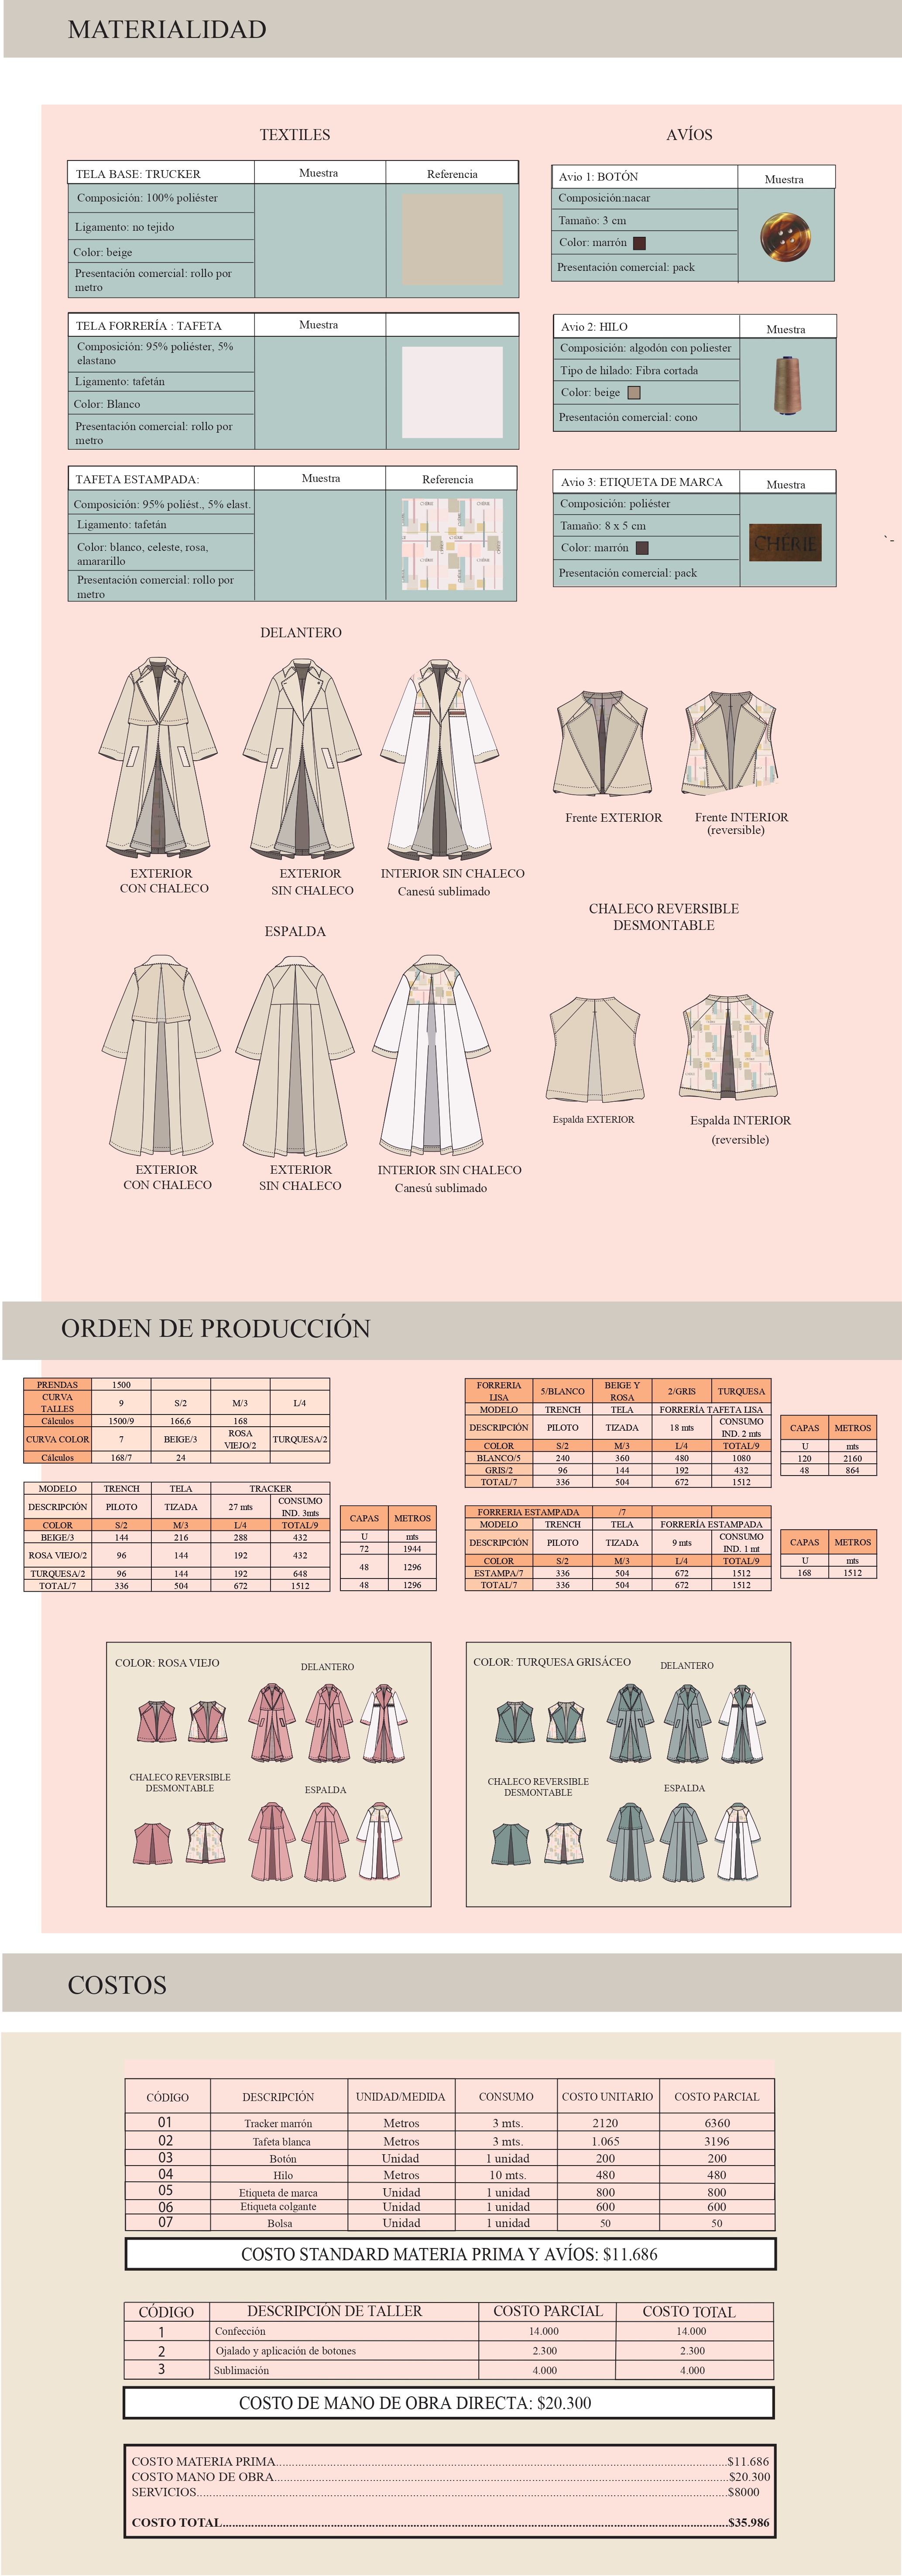 MATERIALIDAD
TEXTILES
TELA BASE: TRUCKER
Muestra
Referencia
Composición: 100% poliéster
Ligamento: no tejido
Color: beige
Presentación comercial: rollo por
metro
TELA FORRERÍA : TAFETA
Muestra
Composición: 95% poliéster, 5%
elastano
Ligamento: tafetán
Color: Blanco
Presentación comercial: rollo por
metro
TAFETA ESTAMPADA:
Muestra
Referencia
Composición: 95% poliést., 5% elast.
Ligamento: tafetán
Color: blanco, celeste, rosa,
amararillo
Presentación comercial: rollo por
metro
AVÍOS
Avio 1: BOTÓN
Muestra
Composición:nacar
Tamaño: 3 cm
Color: marrón
Presentación comercial: pack
Avio 2: HILO
Muestra
Composición: algodón con poliester
Tipo de hilado: Fibra cortada
Color: beige
Presentación comercial: cono
Avio 3: ETIQUETA DE MARCA
Muestra
Composición: poliéster
Tamaño: 8 x 5 cm
Color: marrón
CHÉRIE
Presentación comercial: pack
DELANTERO
EXTERIOR
CON CHALECO
EXTERIOR
SIN CHALECO
INTERIOR SIN CHALECO
Canesú sublimado
Frente EXTERIOR
Frente INTERIOR
(reversible)
CHALECO REVERSIBLE
DESMONTABLE
ESPALDA
EXTERIOR
CON CHALECO
EXTERIOR
SIN CHALECO
INTERIOR SIN CHALECO
Canesú sublimado
Espalda EXTERIOR
Espalda INTERIOR
(reversible)
ORDEN DE PRODUCCIÓN
PRENDAS 1500
CURVA
TALLES 9 S/2 M/3 L/4
Cálculos 1500/9 166,6 168
CURVA COLOR 7 BEIGE/3 ROSA
VIEJO/2 TURQUESA/2
Cálculos 168/7 24
MODELO TRENCH TELA TRACKER
DESCRIPCIÓN PILOTO TIZADA 27 mts CONSUMO
IND. 3mts
COLOR S/2 M/3 L/4 TOTAL/9
BEIGE/3 144 216 288 432
ROSA VIEJO/2 96 144 192 432
TURQUESA/2 96 144 192 648
TOTAL/7 336 504 672 1512
CAPAS METROS
U mts
72 1944
48 1296
48 1296
FORRERIA
LISA 5/BLANCO BEIGE Y
ROSA 2/GRIS TURQUESA
MODELO TRENCH TELA FORRERÍA TAFETA LISA
DESCRIPCIÓN PILOTO TIZADA 18 mts CONSUMO
IND. 2 mts
COLOR S/2 M/3 L/4 TOTAL/9
BLANCO/5 240 360 480 1080
GRIS/2 96 144 192 432
TOTAL/7 336 504 672 1512
CAPAS METROS
U mts
120 2160
48 864
FORRERIA ESTAMPADA /7
MODELO TRENCH TELA FORRERÍA ESTAMPADA
DESCRIPCIÓN PILOTO TIZADA 9 mts CONSUMO
IND. 1 mt
COLOR S/2 M/3 L/4 TOTAL/9
ESTAMPA/7 336 504 672 1512
TOTAL/7 336 504 672 1512
CAPAS METROS
U mts
168 1512
COLOR: ROSA VIEJO
DELANTERO
CHALECO REVERSIBLE
DESMONTABLE
ESPALDA
COLOR: TURQUESA GRISÁCEO
DELANTERO
CHALECO REVERSIBLE
DESMONTABLE
ESPALDA
COSTOS
CÓDIGO DESCRIPCIÓN UNIDAD/MEDIDA CONSUMO COSTO UNITARIO COSTO PARCIAL
01 Tracker marrón Metros 3 mts. 2120 6360
02 Tafeta blanca Metros 3 mts. 1.065 3196
03 Botón Unidad 1 unidad 200 200
04 Hilo Metros 10 mts. 480 480
05 Etiqueta de marca Unidad 1 unidad 800 800
06 Etiqueta colgante Unidad 1 unidad 600 600
07 Bolsa Unidad 1 unidad 50 50
COSTO STANDARD MATERIA PRIMA Y AVÍOS: $11.686
CÓDIGO DESCRIPCIÓN DE TALLER COSTO PARCIAL COSTO TOTAL
1 Confección 14.000 14.000
2 Ojalado y aplicación de botones 2.300 2.300
3 Sublimación 4.000 4.000
COSTO DE MANO DE OBRA DIRECTA: $20.300
COSTO MATERIA PRIMA........................$11.686
COSTO MANO DE OBRA........................$20.300
SERVICIOS........................$8000
COSTO TOTAL........................$35.986